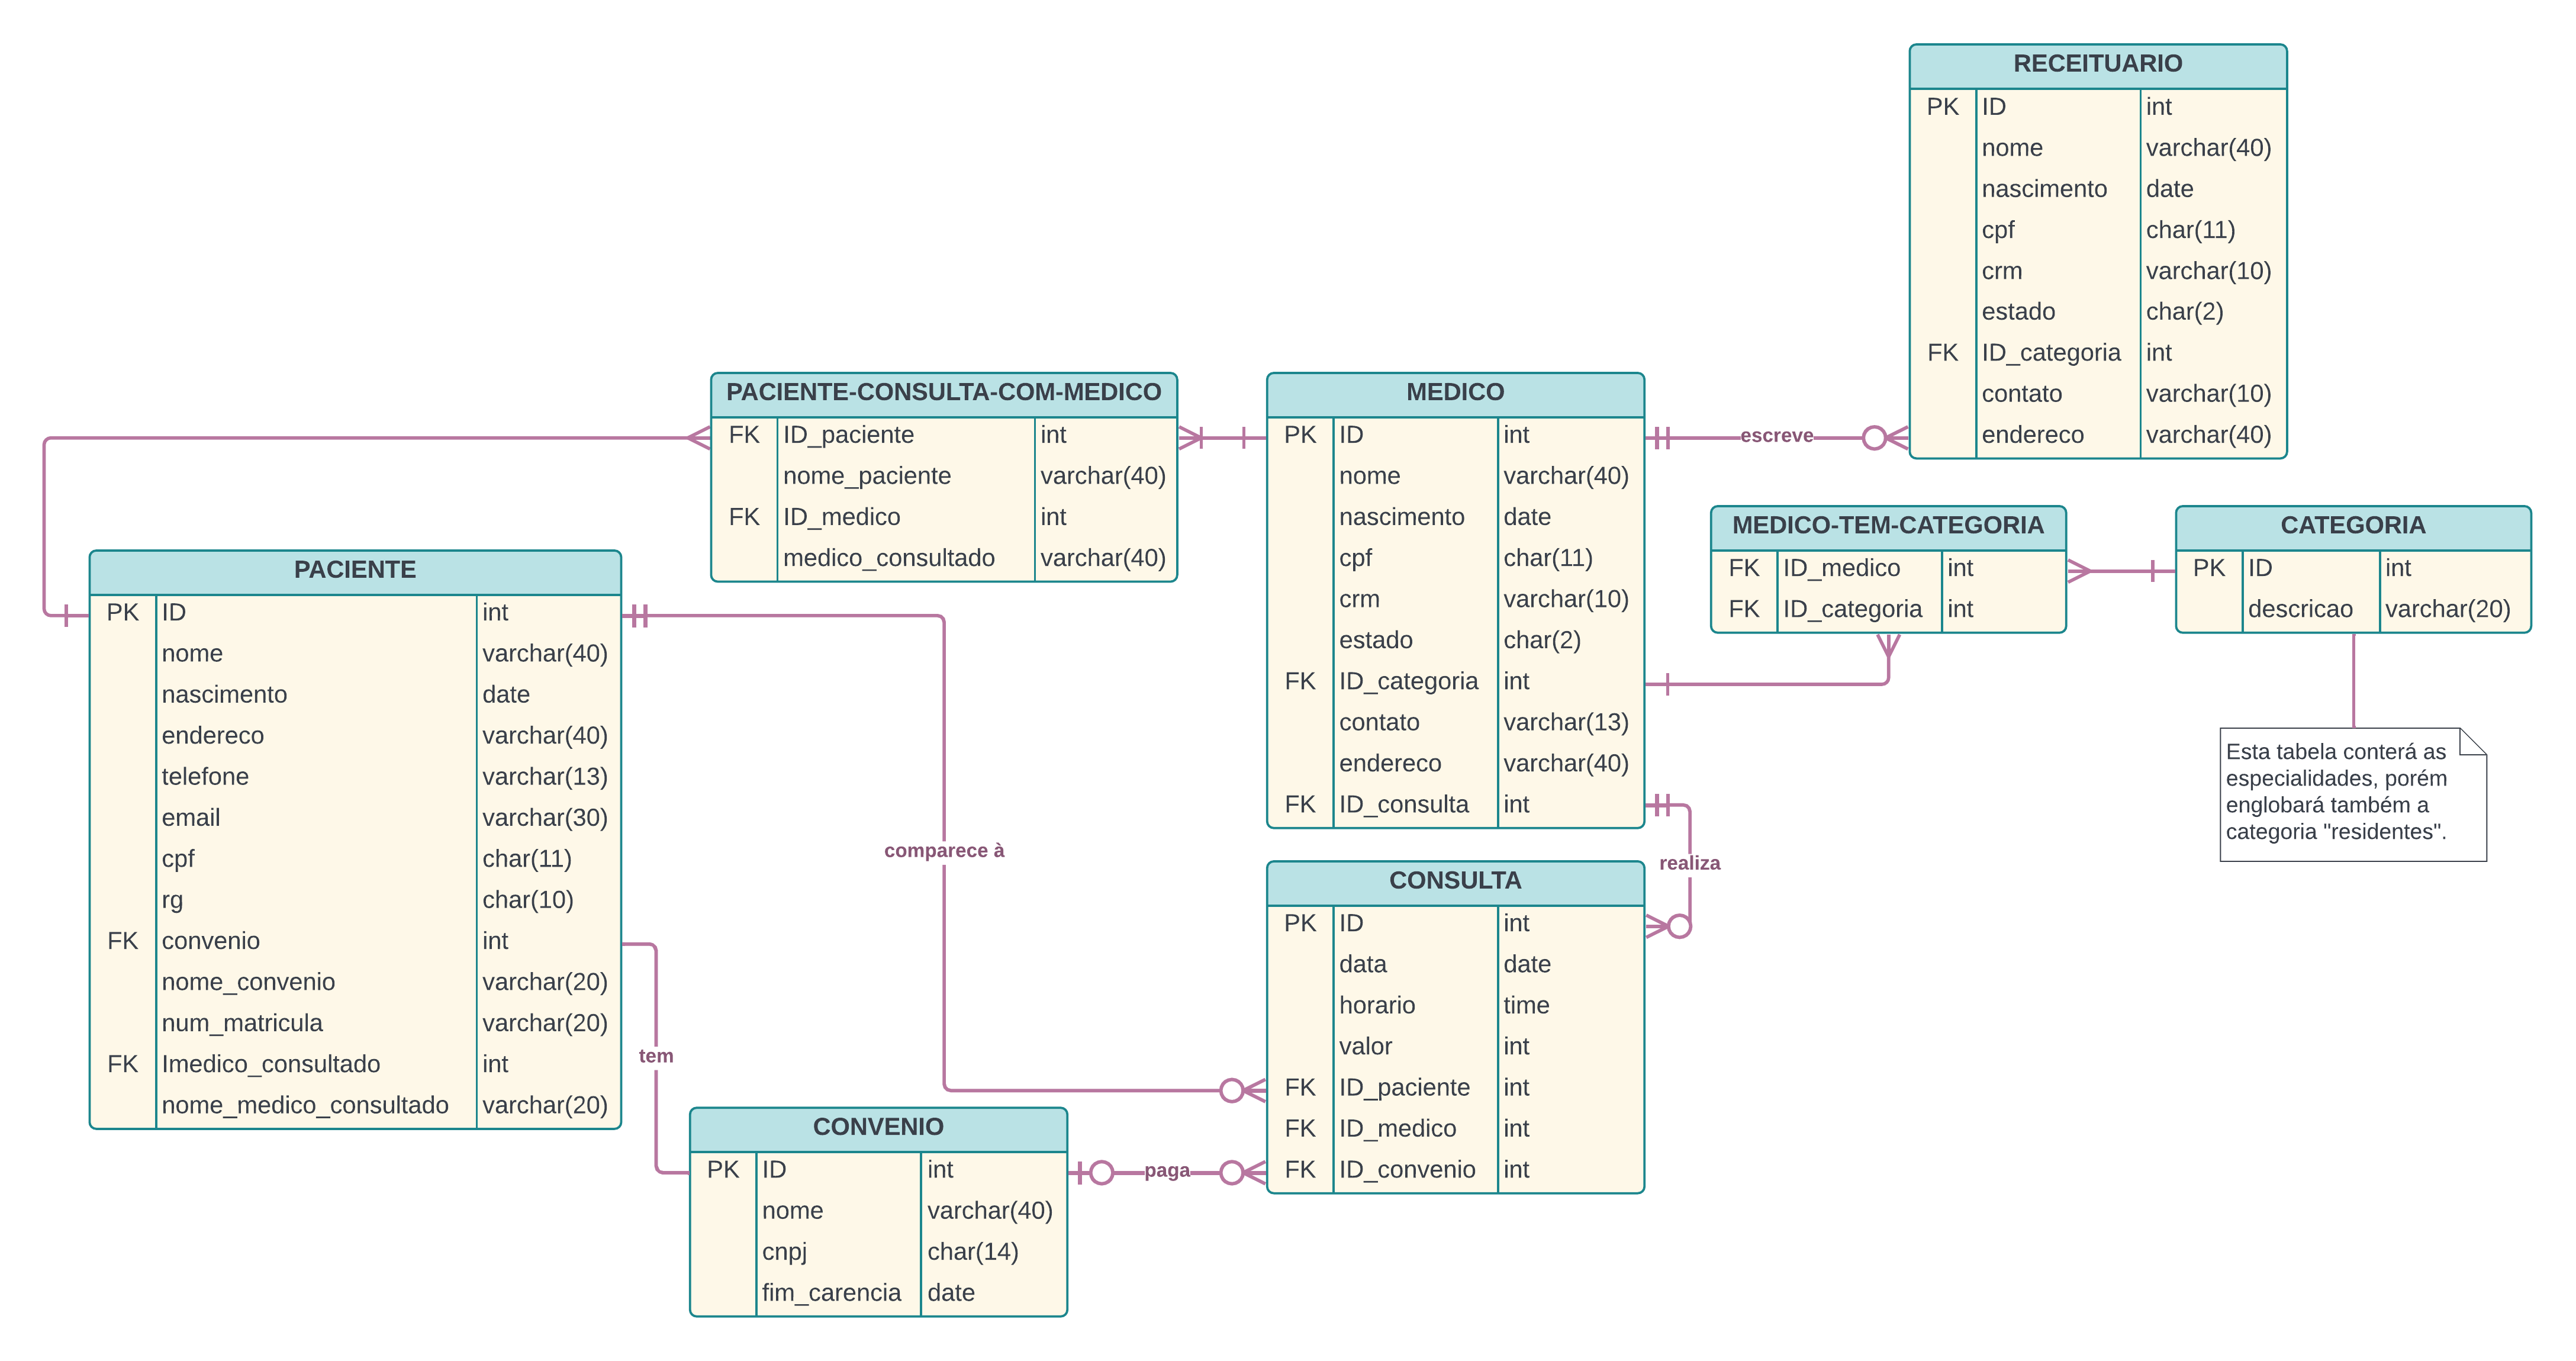 RECEITUARIO
PK ID int
nome varchar(40)
nascimento date
cpf char(11)
crm varchar(10)
estado char(2)
FK ID_categoria int
contato varchar(10)
endereco varchar(40)
PACIENTE-CONSULTA-COM-MEDICO
FK ID_paciente int
nome_paciente varchar(40)
FK ID_medico int
medico_consultado varchar(40)
MEDICO
PK ID int
nome varchar(40)
nascimento date
cpf char(11)
crm varchar(10)
estado char(2)
FK ID_categoria int
contato varchar(13)
endereco varchar(40)
FK ID_consulta int
escreve
MEDICO-TEM-CATEGORIA
FK ID_medico int
FK ID_categoria int
CATEGORIA
PK ID int
descricao varchar(20)
Esta tabela conterá as
especialidades, porém
englobará também a
categoria "residentes".
PACIENTE
PK ID int
nome varchar(40)
nascimento date
endereco varchar(40)
telefone varchar(13)
email varchar(30)
cpf char(11)
rg char(10)
FK convenio int
nome_convenio varchar(20)
num_matricula varchar(20)
FK Imedico_consultado int
nome_medico_consultado varchar(20)
comparece à
realiza
CONSULTA
PK ID int
data date
horario time
valor int
FK ID_paciente int
FK ID_medico int
FK ID_convenio int
tem
CONVENIO
PK ID int
nome varchar(40)
cnpj char(14)
fim_carencia date
paga